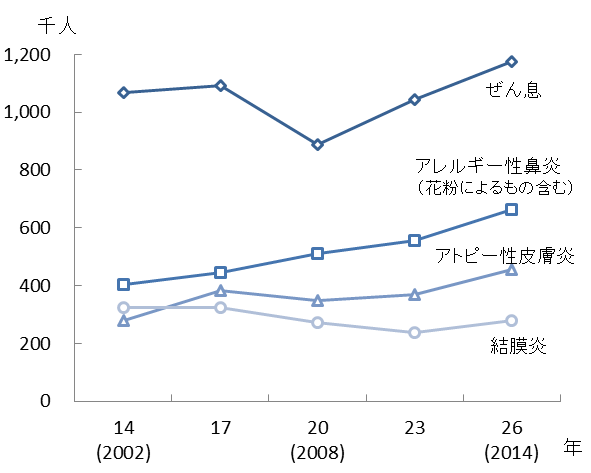 千人
1,200
1,000
800
600
400
200
0
ぜん息
アレルギー性鼻炎
（花粉によるもの含む）
アトピー性皮膚炎
結膜炎
14 17 20 23 26 年
(2002) (2008) (2014)